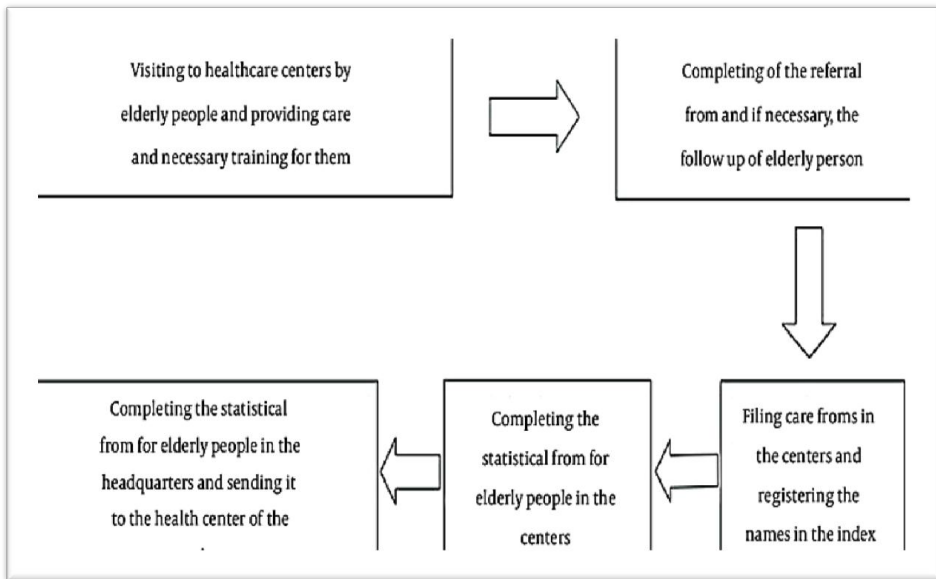 Visiting to healthcare centers by
elderly people and providing care
and necessary training for them
Completing of the referral
from and if necessary, the
follow up of elderly person
Filing care froms in
the centers and
registering the
names in the index
Completing the
statistical from for
elderly people in the
centers
Completing the statistical
from for elderly people in the
headquarters and sending it
to the health center of the